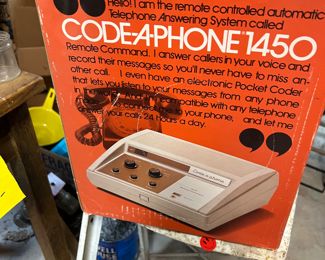 Hello! I am the remote controlled automatic
Telephone Answering System called
CODE-A-PHONE 1450
Remote Command. I answer callers in your voice and
record their messages so you'll never have to miss an-
other call. I even have an electronic Pocket Coder
that lets you listen to your messages from any phone
in the compatible with any telephone
connect your phone, and let me
your calls 24 hours a day.
Code-a-phone